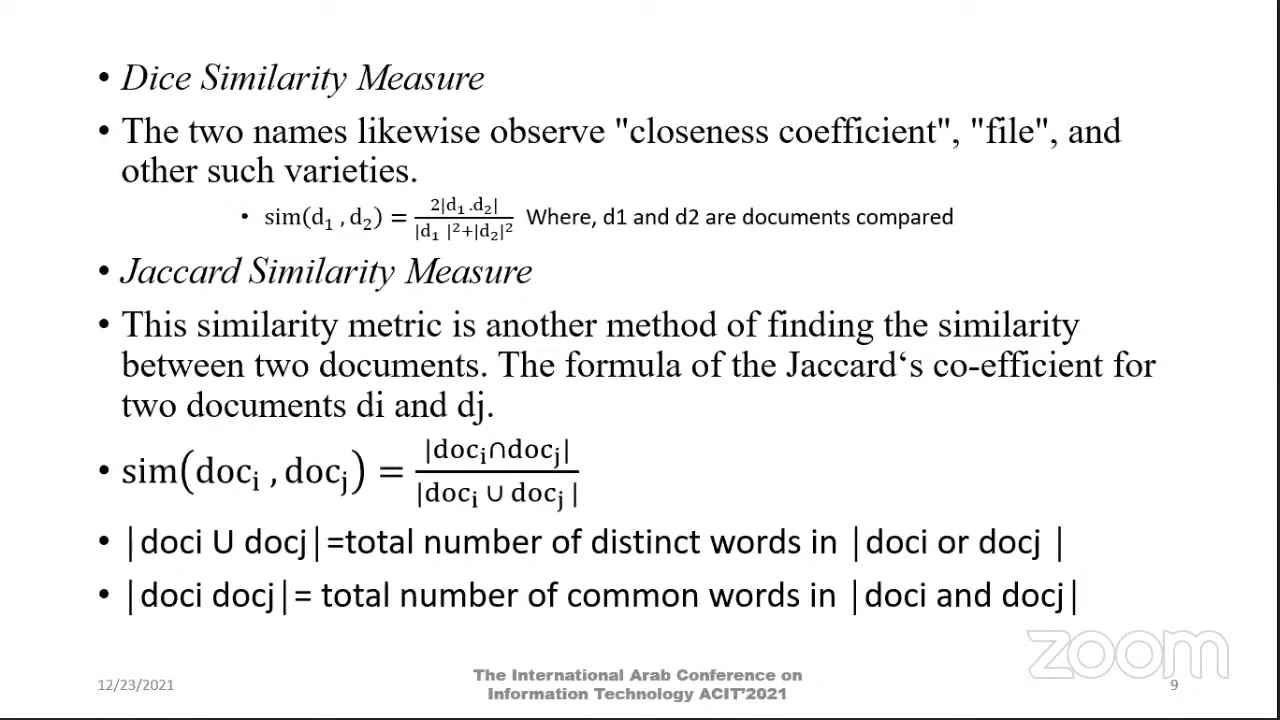 • Dice Similarity Measure
• The two names likewise observe "closeness coefficient", "file", and
other such varieties.
• sim(d₁ ,d₂) = 2|d₁ .d₂| / |d₁ |²+|d₂|² Where, d1 and d2 are documents compared
• Jaccard Similarity Measure
• This similarity metric is another method of finding the similarity
between two documents. The formula of the Jaccard‘s co-efficient for
two documents di and dj.
• sim(docᵢ , docⱼ) = |docᵢ∩docⱼ| / |docᵢ ∪ docⱼ |
• |doci U docj|=total number of distinct words in |doci or docj |
• |doci docj|= total number of common words in |doci and docj|
zoom
12/23/2021
The International Arab Conference on
Information Technology ACIT'2021
9